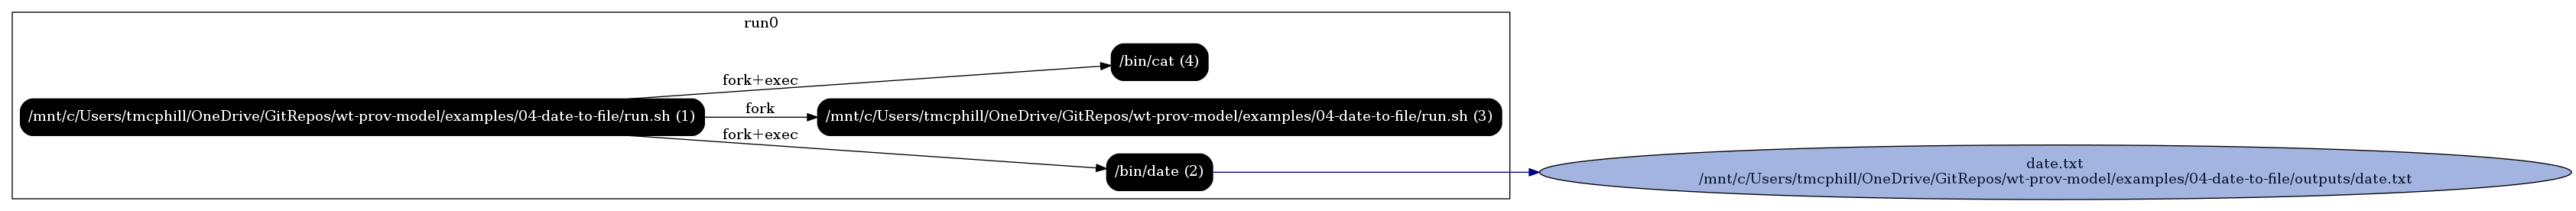 run0
/bin/cat (4)
fork+exec
/mnt/c/Users/tmcphill/OneDrive/GitRepos/wt-prov-model/examples/04-date-to-file/run.sh (1)
fork
/mnt/c/Users/tmcphill/OneDrive/GitRepos/wt-prov-model/examples/04-date-to-file/run.sh (3)
fork+exec
/bin/date (2)
date.txt
/mnt/c/Users/tmcphill/OneDrive/GitRepos/wt-prov-model/examples/04-date-to-file/outputs/date.txt